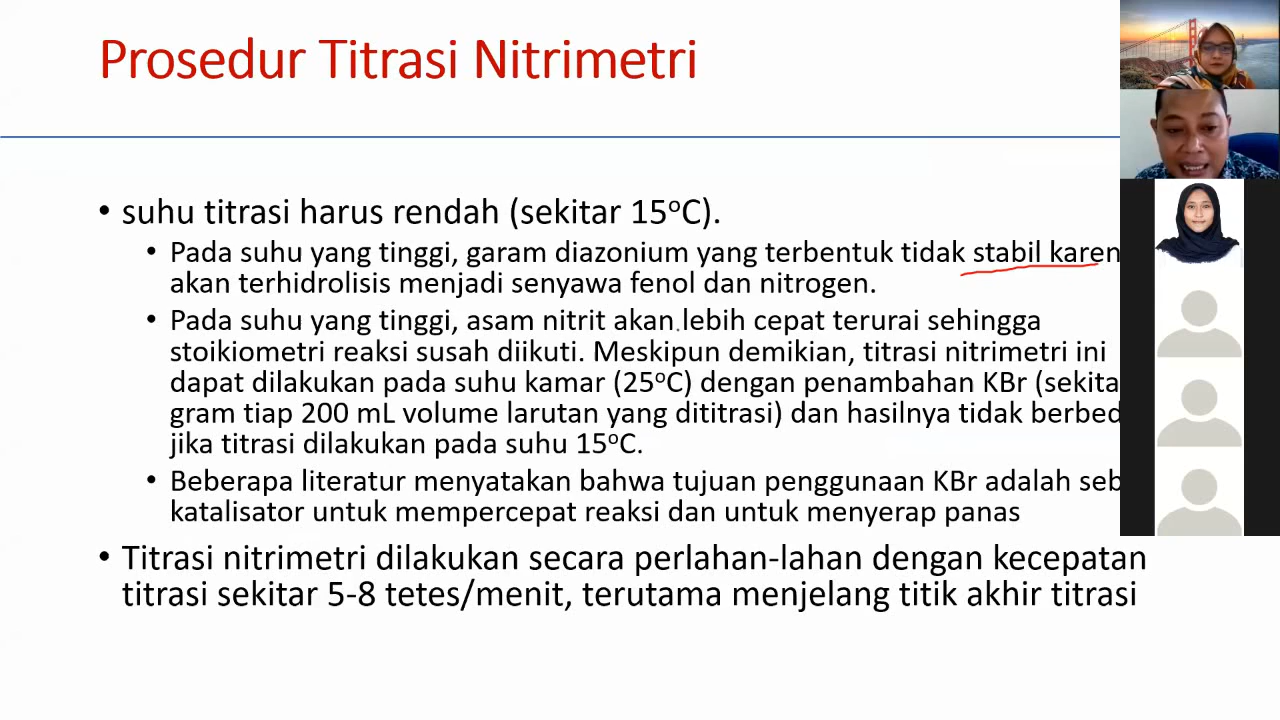 Prosedur Titrasi Nitrimetri
• suhu titrasi harus rendah (sekitar 15°C).
• Pada suhu yang tinggi, garam diazonium yang terbentuk tidak stabil karen
akan terhidrolisis menjadi senyawa fenol dan nitrogen.
• Pada suhu yang tinggi, asam nitrit akan lebih cepat terurai sehingga
stoikiometri reaksi susah diikuti. Meskipun demikian, titrasi nitrimetri ini
dapat dilakukan pada suhu kamar (25°C) dengan penambahan KBr (sekita
gram tiap 200 mL volume larutan yang dititrasi) dan hasilnya tidak berbed
jika titrasi dilakukan pada suhu 15°C.
• Beberapa literatur menyatakan bahwa tujuan penggunaan KBr adalah seb
katalisator untuk mempercepat reaksi dan untuk menyerap panas
• Titrasi nitrimetri dilakukan secara perlahan-lahan dengan kecepatan
titrasi sekitar 5-8 tetes/menit, terutama menjelang titik akhir titrasi